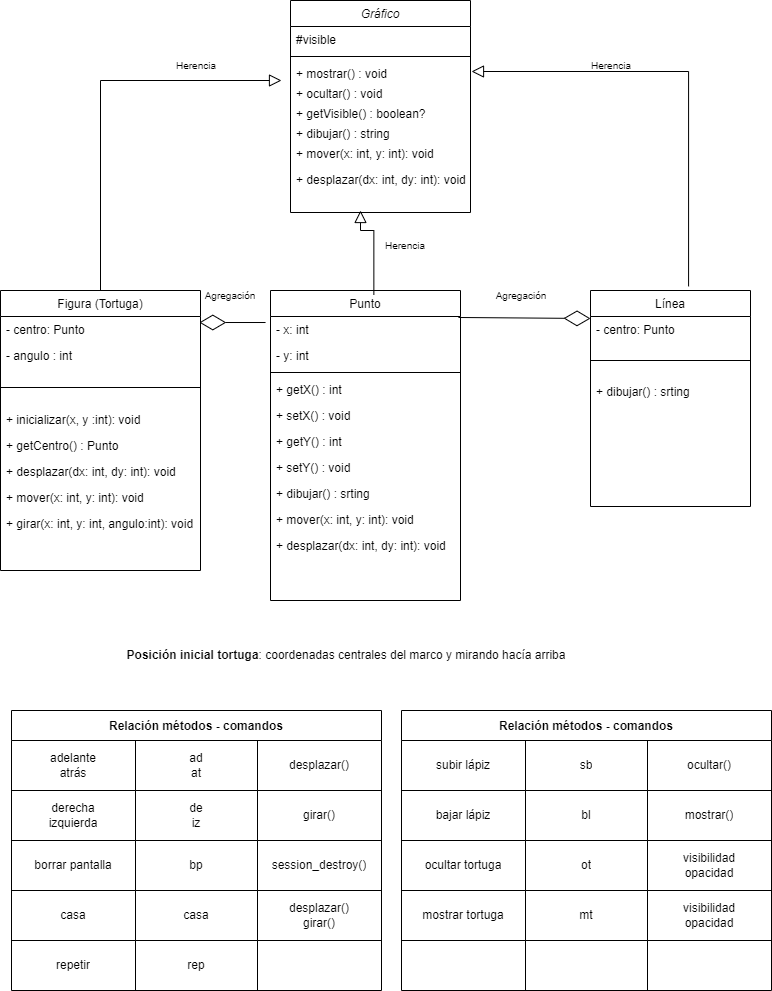 Gráfico
#visible
+ mostrar() : void
+ ocultar() : void
+ getVisible() : boolean?
+ dibujar() : string
+ mover(x: int, y: int): void
+ desplazar(dx: int, dy: int): void
Herencia
Herencia
Herencia
Agregación
Agregación
Figura (Tortuga)
- centro: Punto
- angulo : int
+ inicializar(x, y :int): void
+ getCentro() : Punto
+ desplazar(dx: int, dy: int): void
+ mover(x: int, y: int): void
+ girar(x: int, y: int, angulo:int): void
Punto
- x: int
- y: int
+ getX() : int
+ setX() : void
+ getY() : int
+ setY() : void
+ dibujar() : srting
+ mover(x: int, y: int): void
+ desplazar(dx: int, dy: int): void
Línea
- centro: Punto
+ dibujar() : srting
Posición inicial tortuga: coordenadas centrales del marco y mirando hacía arriba
Relación métodos - comandos
adelante
atrás
ad
at
desplazar()
derecha
izquierda
de
iz
girar()
borrar pantalla
bp
session_destroy()
casa
casa
desplazar()
girar()
repetir
rep
Relación métodos - comandos
subir lápiz
sb
ocultar()
bajar lápiz
bl
mostrar()
ocultar tortuga
ot
visibilidad
opacidad
mostrar tortuga
mt
visibilidad
opacidad